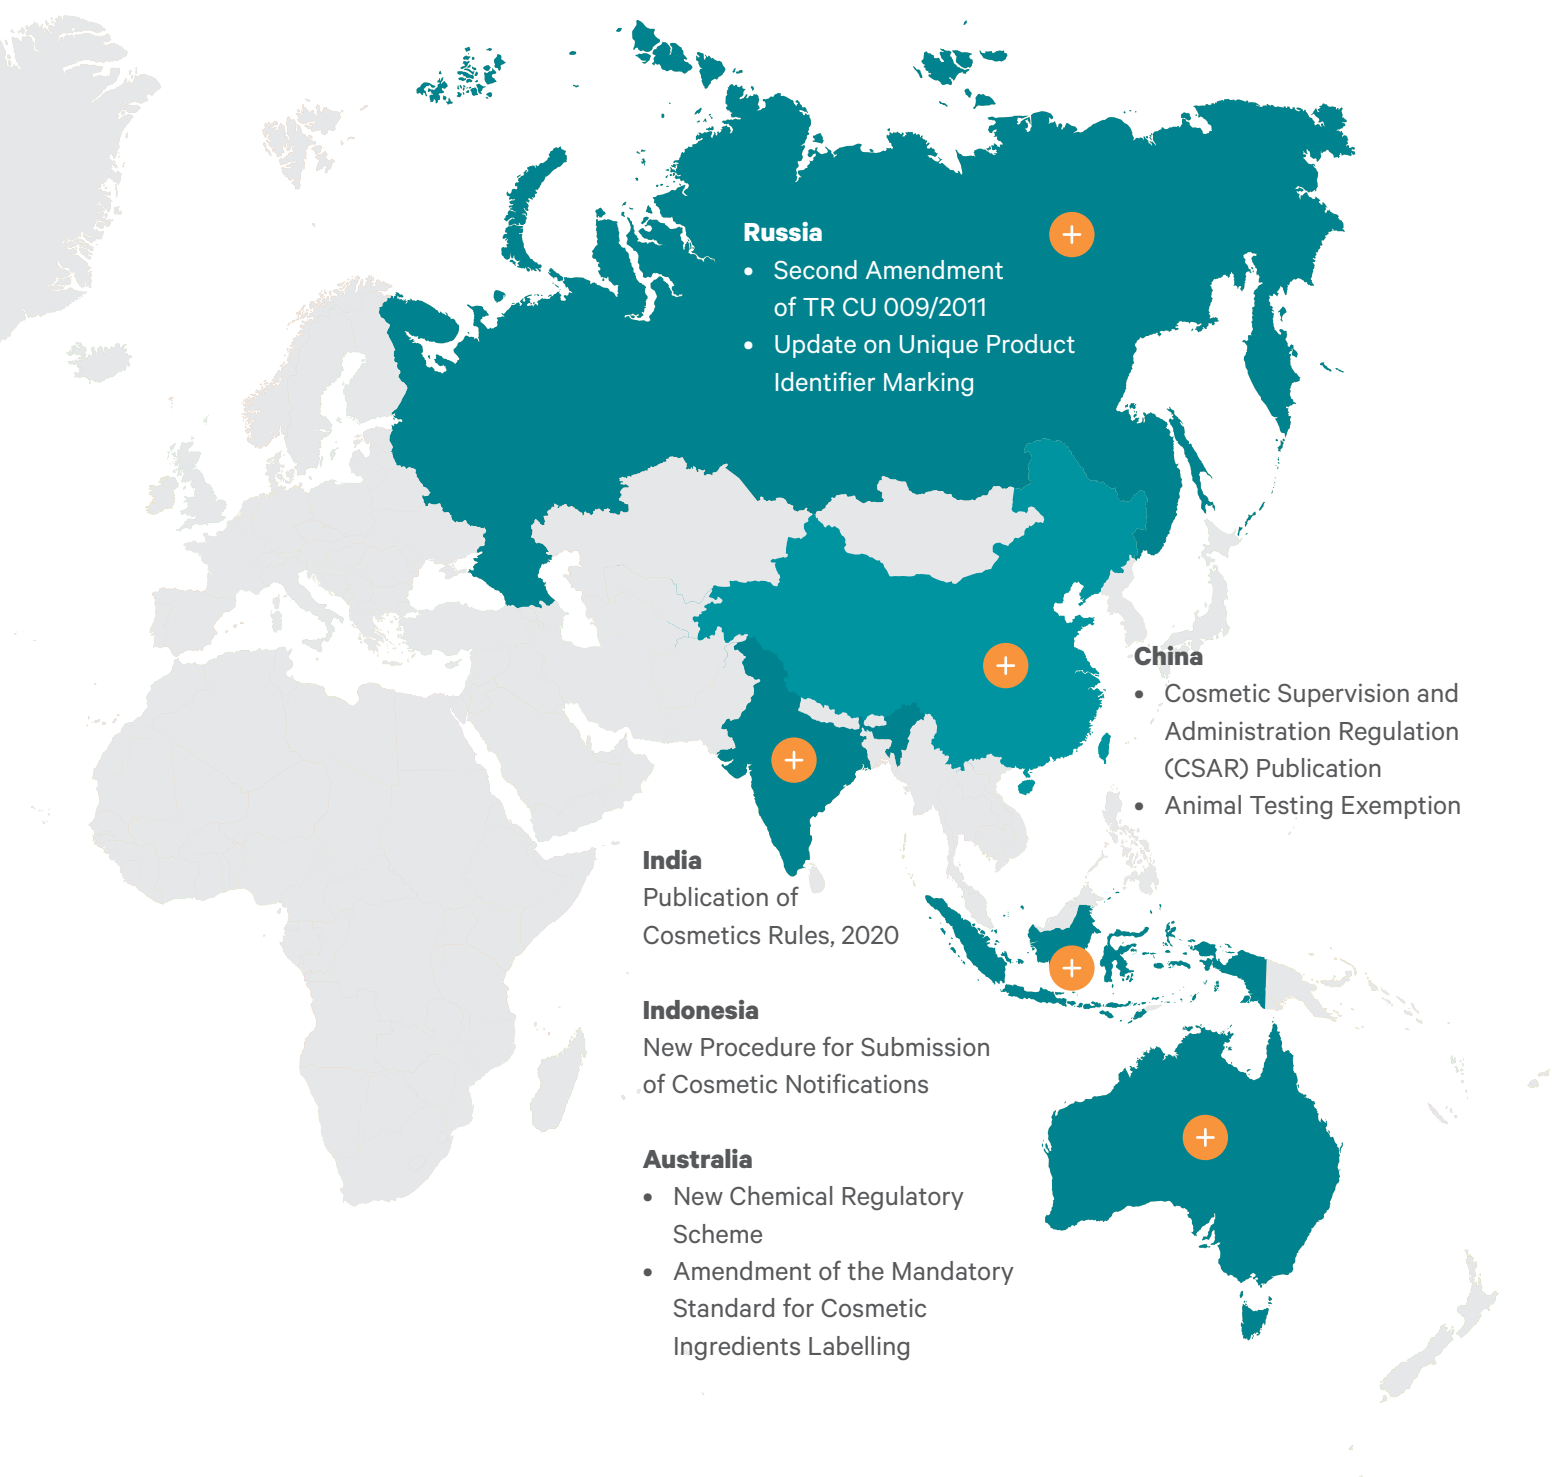 Russia
• Second Amendment
of TR CU 009/2011
• Update on Unique Product
Identifier Marking
China
• Cosmetic Supervision and
Administration Regulation
(CSAR) Publication
• Animal Testing Exemption
India
Publication of
Cosmetics Rules, 2020
Indonesia
New Procedure for Submission
of Cosmetic Notifications
Australia
• New Chemical Regulatory
Scheme
• Amendment of the Mandatory
Standard for Cosmetic
Ingredients Labelling